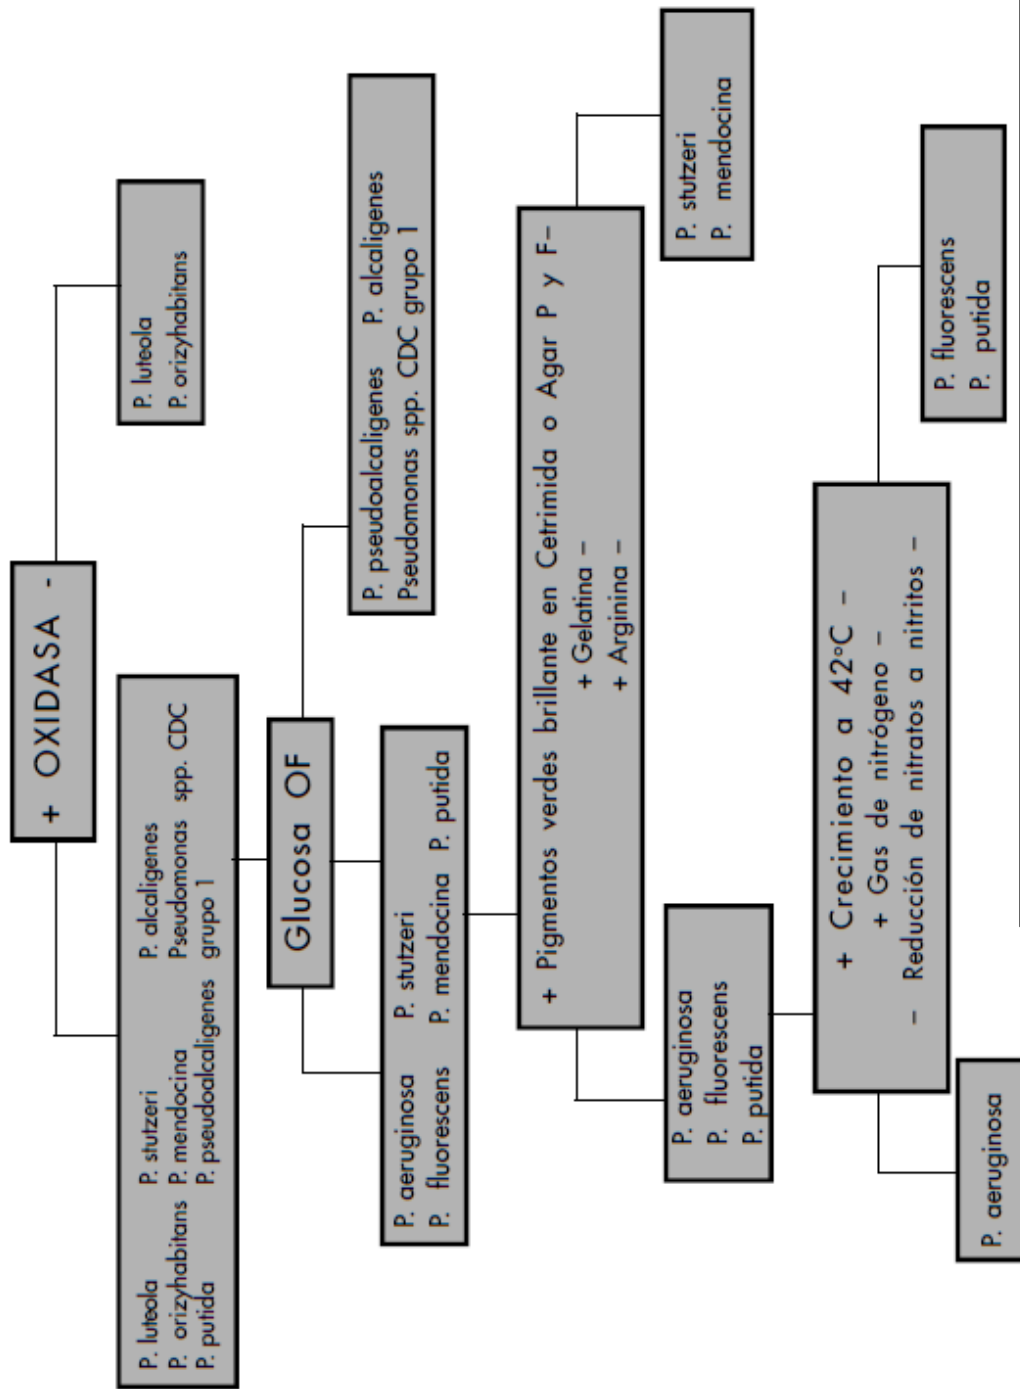 + OXIDASA -
P. luteola P. stutzeri P. alcaligenes
P. orizyhabitans P. mendocina Pseudomonas spp. CDC
P. putida P. pseudoalcaligenes grupo 1
P. luteola
P. orizyhabitans
Glucosa OF
P. aeruginosa P. stutzeri
P. fluorescens P. mendocina P. putida
P. pseudoalcaligenes P. alcaligenes
Pseudomonas spp. CDC grupo 1
+ Pigmentos verdes brillante en Cetrimida o Agar P y F–
+ Gelatina –
+ Arginina –
P. aeruginosa
P. fluorescens
P. putida
P. stutzeri
P. mendocina
+ Crecimiento a 42°C –
+ Gas de nitrógeno –
– Reducción de nitratos a nitritos –
P. aeruginosa
P. fluorescens
P. putida